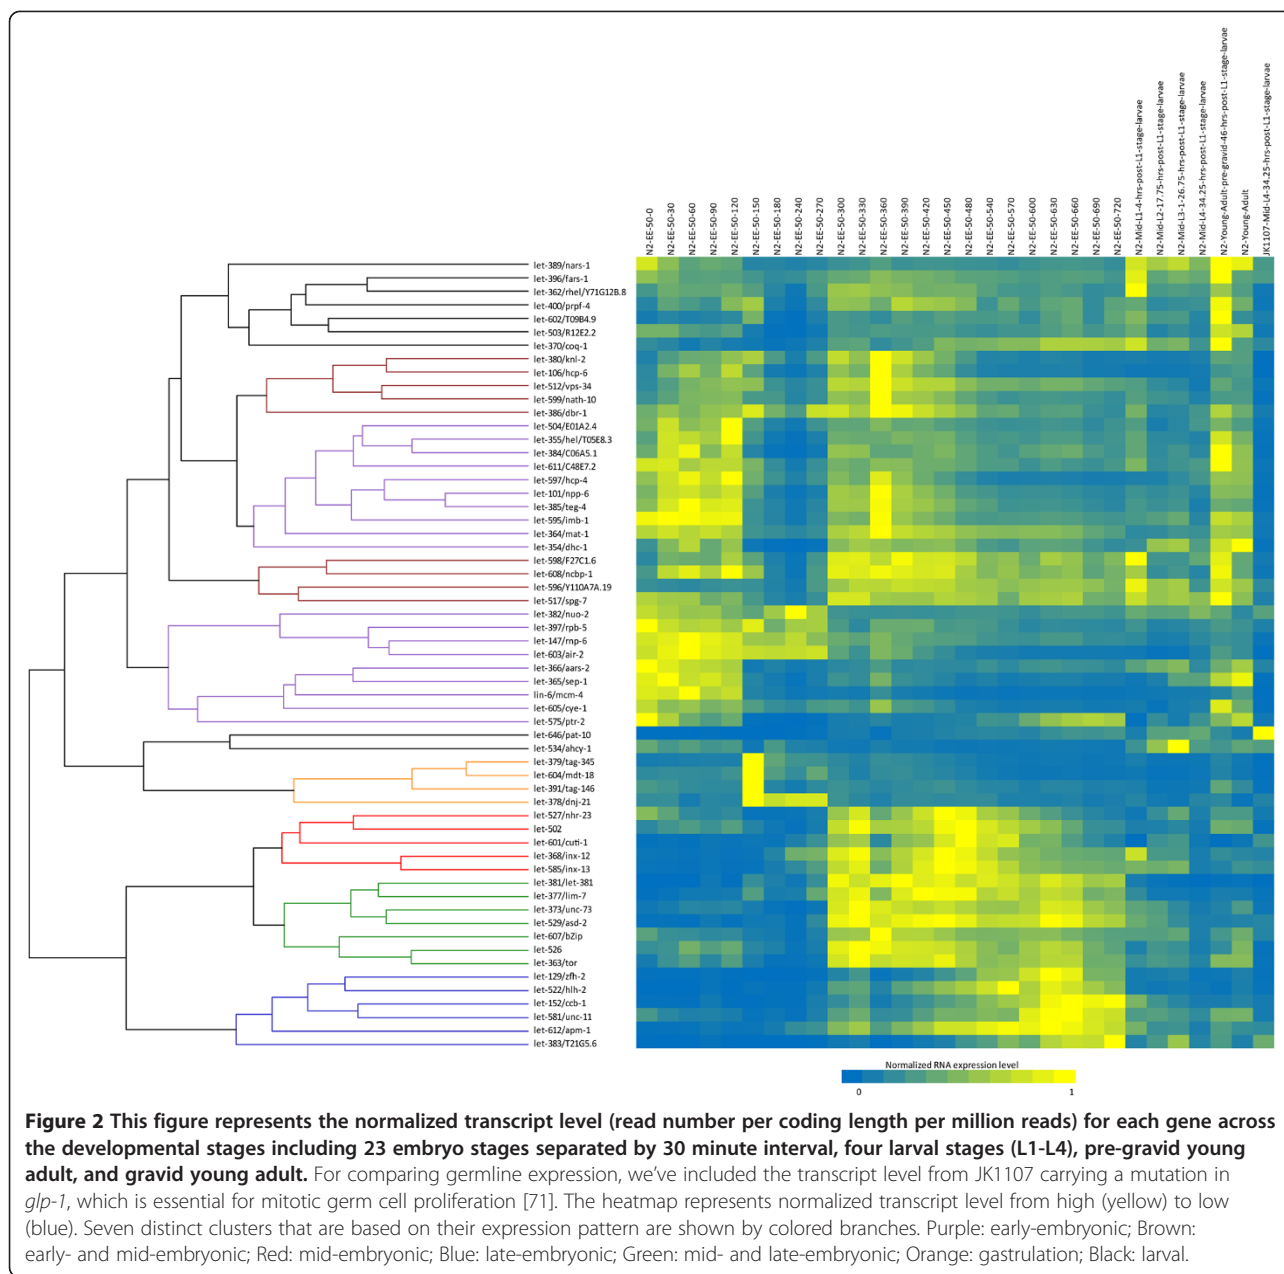 N2-EE-50-0
N2-EE-50-30
N2-EE-50-60
N2-EE-50-90
N2-EE-50-120
N2-EE-50-150
N2-EE-50-180
N2-EE-50-240
N2-EE-50-270
N2-EE-50-300
N2-EE-50-330
N2-EE-50-360
N2-EE-50-390
N2-EE-50-420
N2-EE-50-450
N2-EE-50-480
N2-EE-50-540
N2-EE-50-570
N2-EE-50-600
N2-EE-50-630
N2-EE-50-660
N2-EE-50-690
N2-EE-50-720
N2-Mid-L1-4-hrs-post-L1-stage-larvae
N2-Mid-L2-17.75-hrs-post-L1-stage-larvae
N2-Mid-L3-1-26.75-hrs-post-L1-stage-larvae
N2-Mid-L4-34.25-hrs-post-L1-stage-larvae
N2-Young-Adult-pre-gravid-46-hrs-post-L1-stage-larvae
N2-Young-Adult
JK1107-Mid-L4-34.25-hrs-post-L1-stage-larvae
let-389/nars-1
let-396/fars-1
let-362/rhel/Y71G12B.8
let-400/prpf-4
let-602/T09B4.9
let-503/R12E2.2
let-370/coq-1
let-380/knl-2
let-106/hcp-6
let-512/vps-34
let-599/nath-10
let-386/dbr-1
let-504/E01A2.4
let-355/hel/T05E8.3
let-384/C06A5.1
let-611/C48E7.2
let-597/hcp-4
let-101/npp-6
let-385/teg-4
let-595/imb-1
let-364/mat-1
let-354/dhc-1
let-598/F27C1.6
let-608/ncbp-1
let-596/Y110A7A.19
let-517/spg-7
let-382/nuo-2
let-397/rpb-5
let-147/rnp-6
let-603/air-2
let-366/aars-2
let-365/sep-1
lin-6/mcm-4
let-605/cye-1
let-575/ptr-2
let-646/pat-10
let-534/ahcy-1
let-379/tag-345
let-604/mdt-18
let-391/tag-146
let-378/dnj-21
let-527/nhr-23
let-502
let-601/cuti-1
let-368/inx-12
let-585/inx-13
let-381/let-381
let-377/lim-7
let-373/unc-73
let-529/asd-2
let-607/bZip
let-526
let-363/tor
let-129/zfh-2
let-522/hlh-2
let-152/ccb-1
let-581/unc-11
let-612/apm-1
let-383/T21G5.6
Normalized RNA expression level
0 1
Figure 2 This figure represents the normalized transcript level (read number per coding length per million reads) for each gene across
the developmental stages including 23 embryo stages separated by 30 minute interval, four larval stages (L1-L4), pre-gravid young
adult, and gravid young adult. For comparing germline expression, we've included the transcript level from JK1107 carrying a mutation in
glp-1, which is essential for mitotic germ cell proliferation [71]. The heatmap represents normalized transcript level from high (yellow) to low
(blue). Seven distinct clusters that are based on their expression pattern are shown by colored branches. Purple: early-embryonic; Brown:
early- and mid-embryonic; Red: mid-embryonic; Blue: late-embryonic; Green: mid- and late-embryonic; Orange: gastrulation; Black: larval.